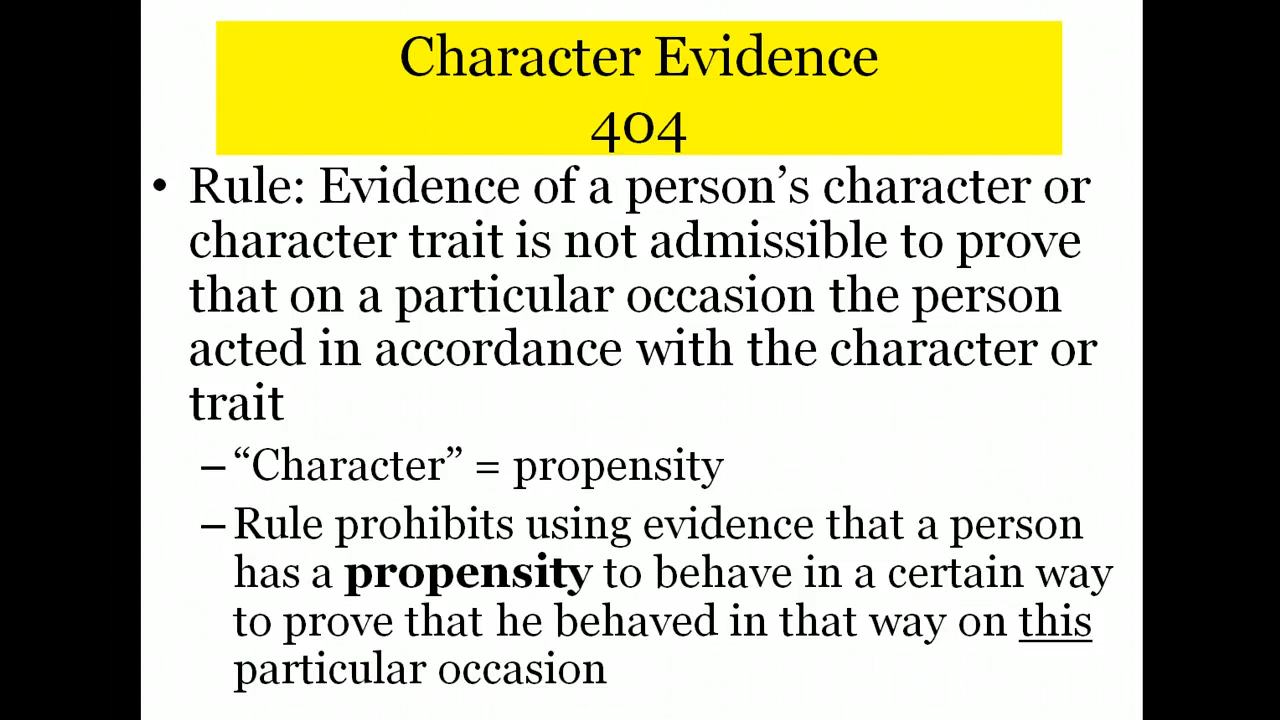 Character Evidence
404
• Rule: Evidence of a person’s character or
character trait is not admissible to prove
that on a particular occasion the person
acted in accordance with the character or
trait
– “Character” = propensity
– Rule prohibits using evidence that a person
has a propensity to behave in a certain way
to prove that he behaved in that way on this
particular occasion